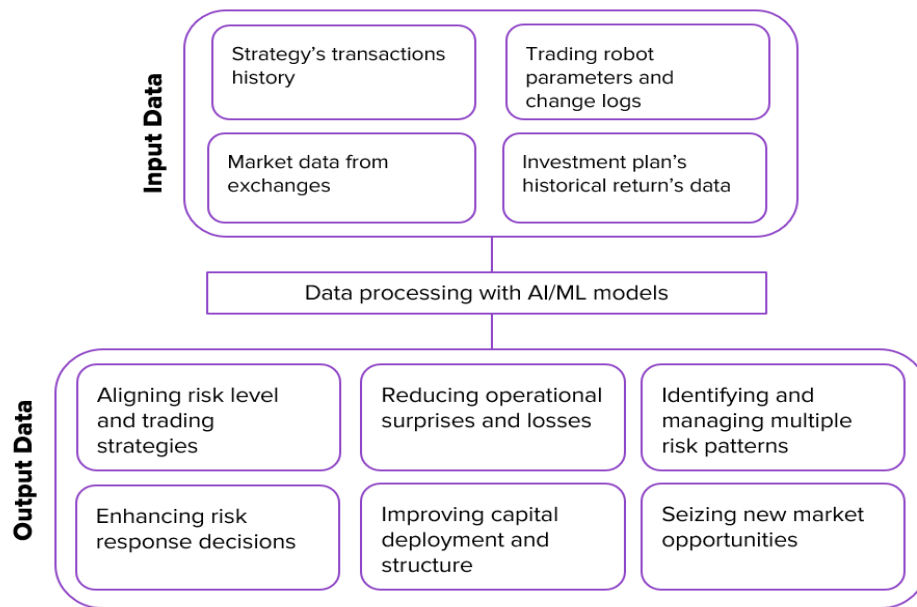 Input Data
Strategy's transactions
history
Trading robot
parameters and
change logs
Market data from
exchanges
Investment plan's
historical return's data
Data processing with AI/ML models
Output Data
Aligning risk level
and trading
strategies
Reducing operational
surprises and losses
Identifying and
managing multiple
risk patterns
Enhancing risk
response decisions
Improving capital
deployment and
structure
Seizing new market
opportunities